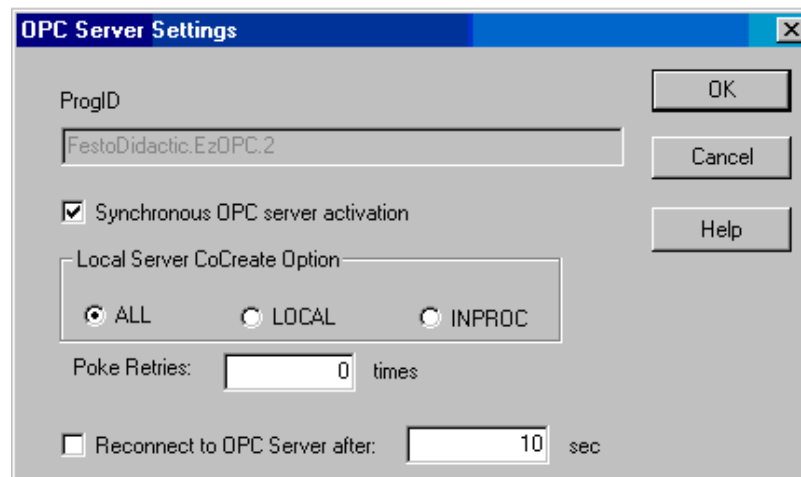 OPC Server Settings
ProgID
OK
FestoDidactic.EzOPC.2
Cancel
Synchronous OPC server activation
Help
Local Server CoCreate Option
ALL LOCAL INPROC
Poke Retries: 0 times
Reconnect to OPC Server after: 10 sec